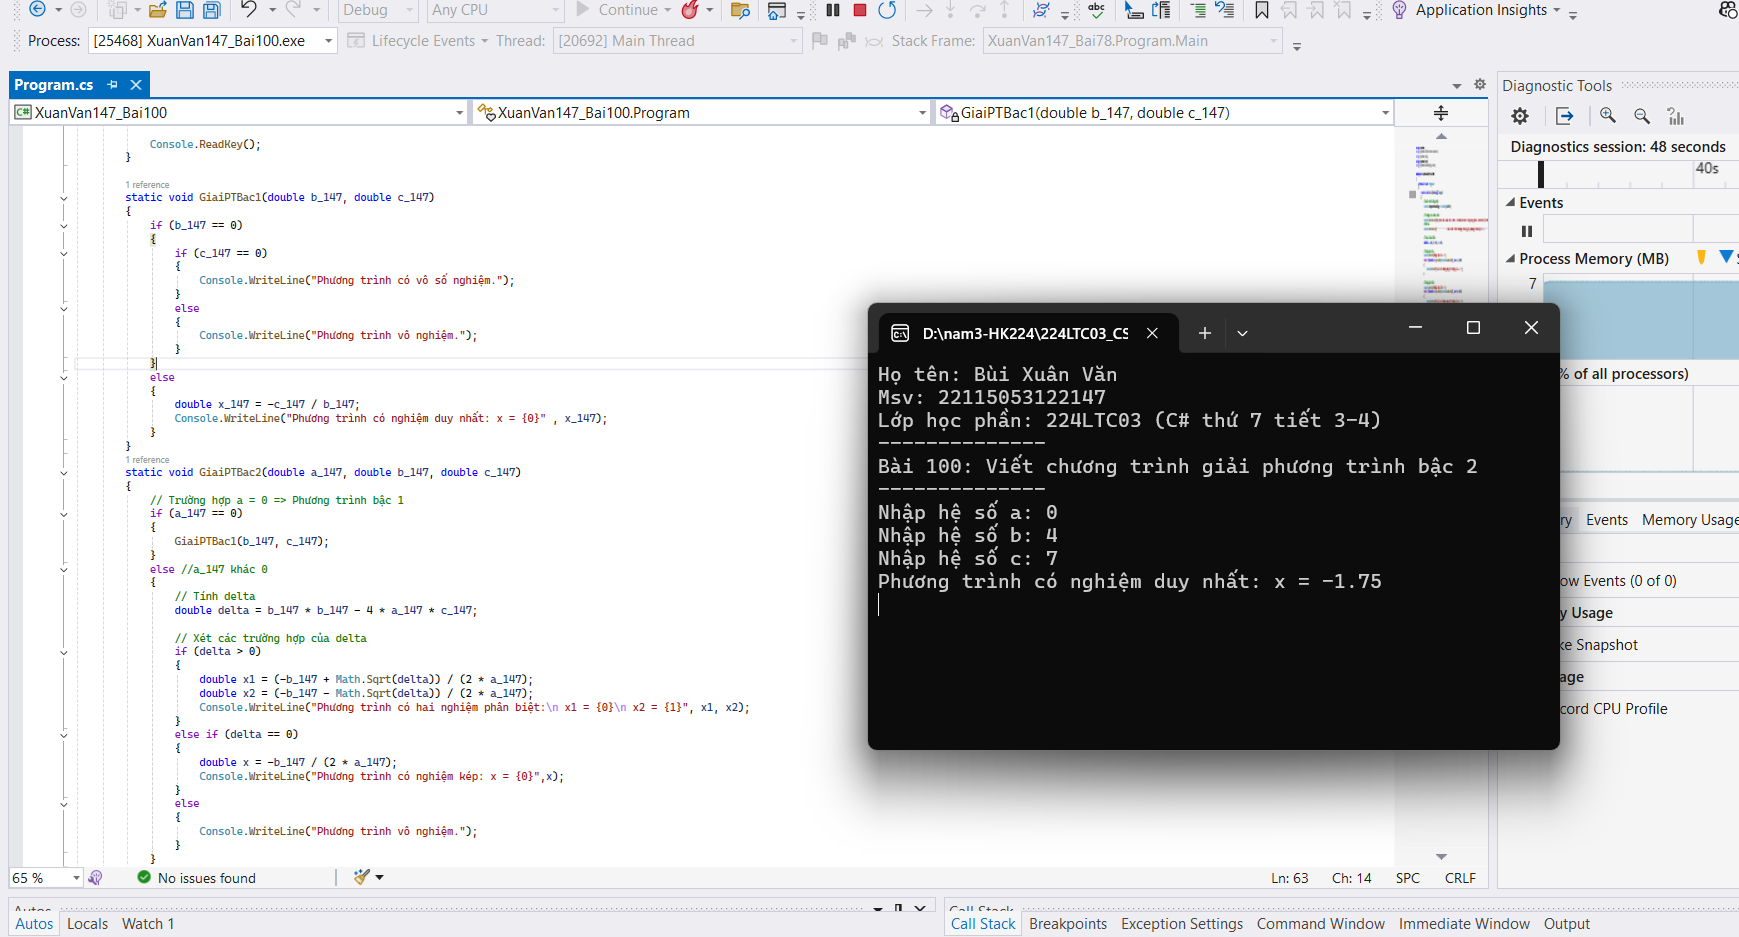 Debug
Any CPU
Continue
Application Insights
Process: [25468] XuanVan147_Bai100.exe Lifecycle Events Thread: [20692] Main Thread Stack Frame: XuanVan147_Bai78.Program.Main
Program.cs
XuanVan147_Bai100 XuanVan147_Bai100.Program GiaiPTBac1(double b_147, double c_147)
Console.ReadKey();
}
1 reference
static void GiaiPTBac1(double b_147, double c_147)
{
if (b_147 == 0)
{
if (c_147 == 0)
{
Console.WriteLine("Phương trình có vô số nghiệm.");
}
else
{
Console.WriteLine("Phương trình vô nghiệm.");
}
}
else
{
double x_147 = -c_147 / b_147;
Console.WriteLine("Phương trình có nghiệm duy nhất: x = {0}" , x_147);
}
}
1 reference
static void GiaiPTBac2(double a_147, double b_147, double c_147)
{
// Trường hợp a = 0 => Phương trình bậc 1
if (a_147 == 0)
{
GiaiPTBac1(b_147, c_147);
}
else //a_147 khác 0
{
// Tính delta
double delta = b_147 * b_147 - 4 * a_147 * c_147;
// Xét các trường hợp của delta
if (delta > 0)
{
double x1 = (-b_147 + Math.Sqrt(delta)) / (2 * a_147);
double x2 = (-b_147 - Math.Sqrt(delta)) / (2 * a_147);
Console.WriteLine("Phương trình có hai nghiệm phân biệt:\n x1 = {0}\n x2 = {1}", x1, x2);
}
else if (delta == 0)
{
double x = -b_147 / (2 * a_147);
Console.WriteLine("Phương trình có nghiệm kép: x = {0}",x);
}
else
{
Console.WriteLine("Phương trình vô nghiệm.");
}
}
65 % No issues found Ln: 63 Ch: 14 SPC CRLF
Autos
Autos Locals Watch 1
Call Stack
Call Stack Breakpoints Exception Settings Command Window Immediate Window Output
D:\nam3-HK224\224LTC03_CS
Họ tên: Bùi Xuân Văn
Msv: 22115053122147
Lớp học phần: 224LTC03 (C# thứ 7 tiết 3-4)
--------------
Bài 100: Viết chương trình giải phương trình bậc 2
--------------
Nhập hệ số a: 0
Nhập hệ số b: 4
Nhập hệ số c: 7
Phương trình có nghiệm duy nhất: x = -1.75
Diagnostic Tools
Diagnostics session: 48 seconds
40s
Events
Process Memory (MB)
7
% of all processors)
Events Memory Usage
ow Events (0 of 0)
y Usage
ke Snapshot
age
cord CPU Profile